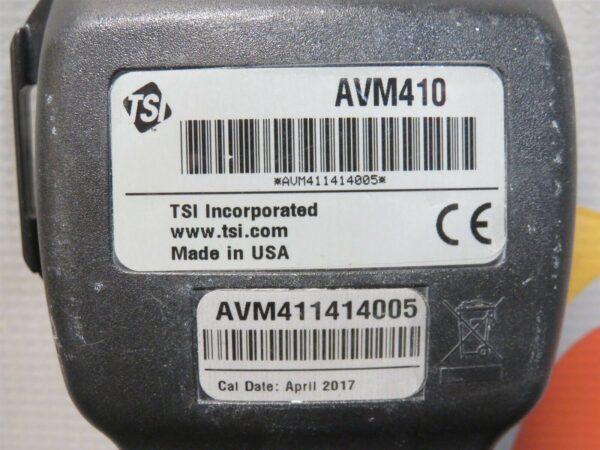 TSI
AVM410
*AVM411414005*
TSI Incorporated
www.tsi.com
Made in USA
CE
AVM411414005
Cal Date: April 2017